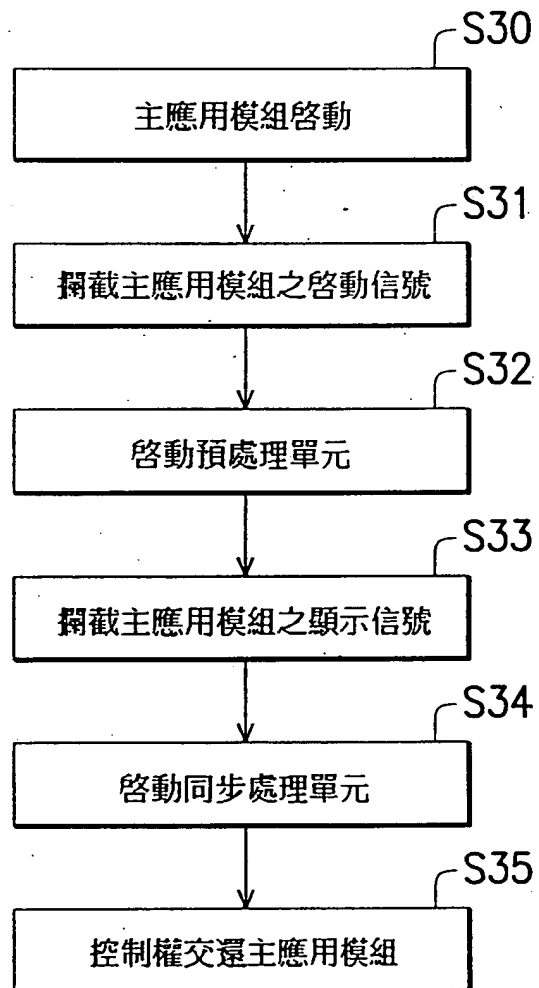 S30
主應用模組啓動
S31
攔截主應用模組之啓動信號
S32
啓動預處理單元
S33
攔截主應用模組之顯示信號
S34
啓動同步處理單元
S35
控制權交還主應用模組